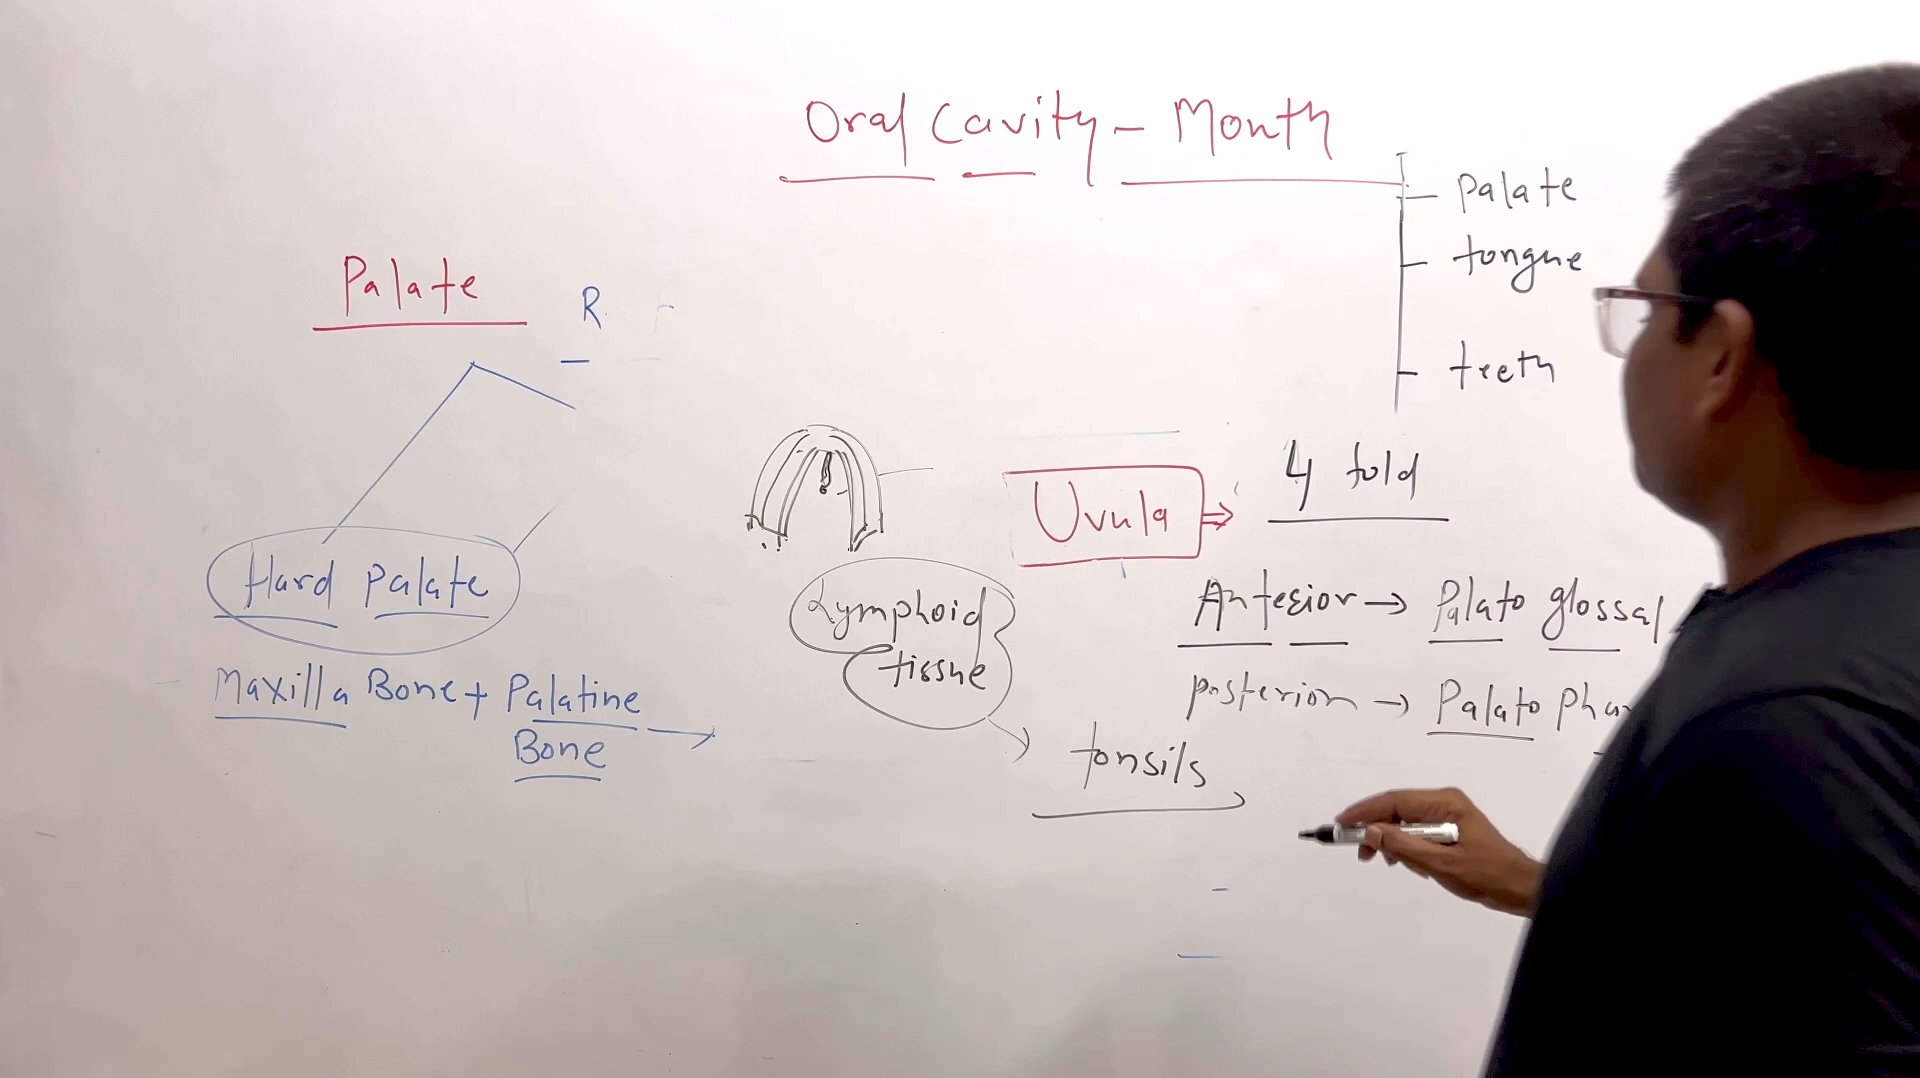 Oral Cavity - Month
palate
tongue
teeth
Palate
R
Hard Palate
Maxilla Bone + Palatine
Bone
Uvula ⇒ 4 fold
Lymphoid
tissue
tonsils
Anterior → Palato glossal
posterior → Palato Pha